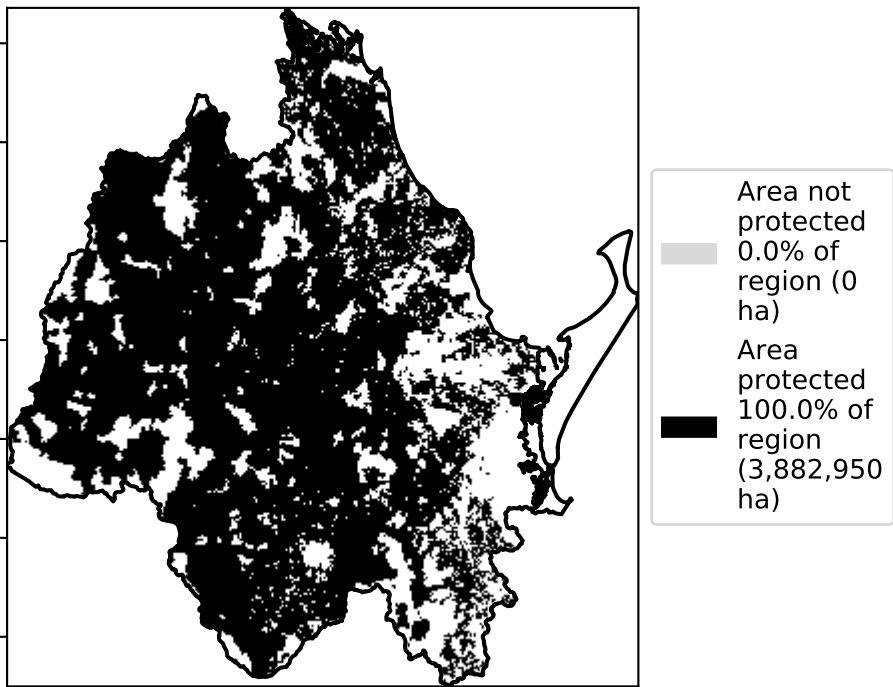 Area not
protected
0.0% of
region (0
ha)
Area
protected
100.0% of
region
(3,882,950
ha)